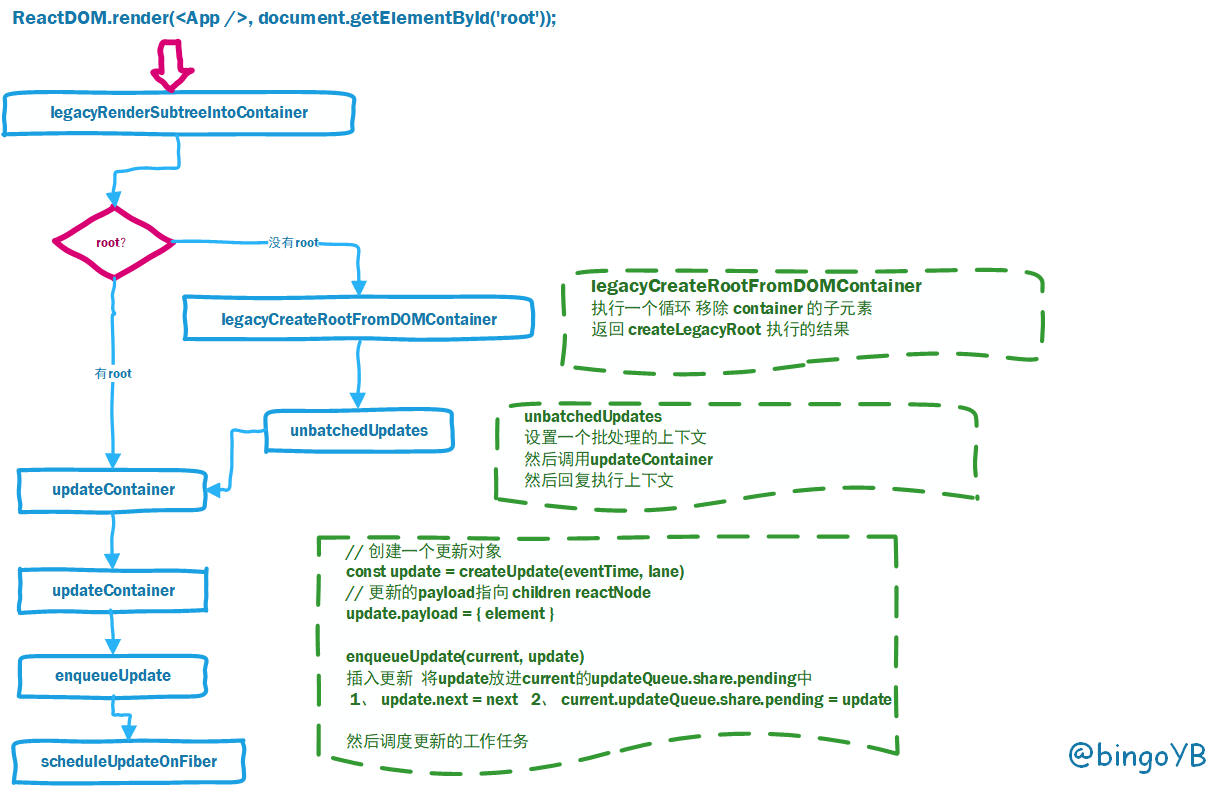 ReactDOM.render(<App />, document.getElementById('root'));
legacyRenderSubtreeIntoContainer
root?
没有root
legacyCreateRootFromDOMContainer
legacyCreateRootFromDOMContainer
执行一个循环 移除 container 的子元素
返回 createLegacyRoot 执行的结果
有root
unbatchedUpdates
unbatchedUpdates
设置一个批处理的上下文
然后调用updateContainer
然后回复执行上下文
updateContainer
updateContainer
enqueueUpdate
scheduleUpdateOnFiber
// 创建一个更新对象
const update = createUpdate(eventTime, lane)
// 更新的payload指向 children reactNode
update.payload = { element }
enqueueUpdate(current, update)
插入更新 将update放进current的updateQueue.share.pending中
1、 update.next = next 2、 current.updateQueue.share.pending = update
然后调度更新的工作任务
@bingoYB